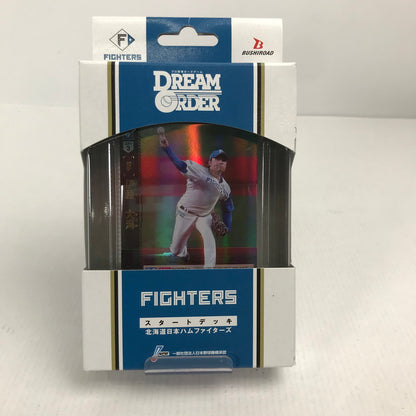 F
FIGHTERS
B
BUSHIROAD
プロ野球カードゲーム
DREAM
ORDER
FIGHTERS
スタートデッキ
北海道日本ハムファイターズ
一般社団法人日本野球機構承認